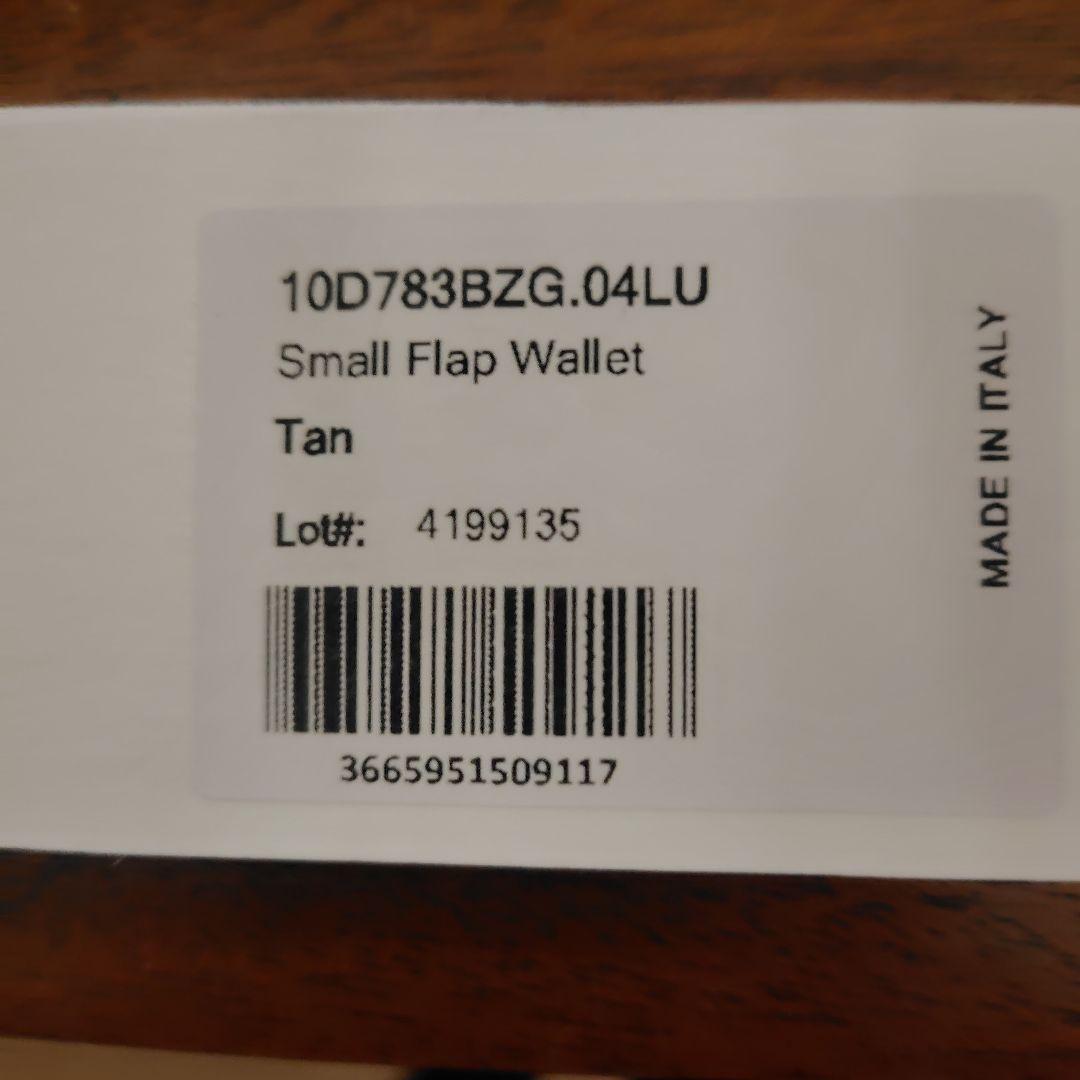 10D783BZG.04LU
Small Flap Wallet
Tan
Lot#: 4199135
3665951509117
MADE IN ITALY